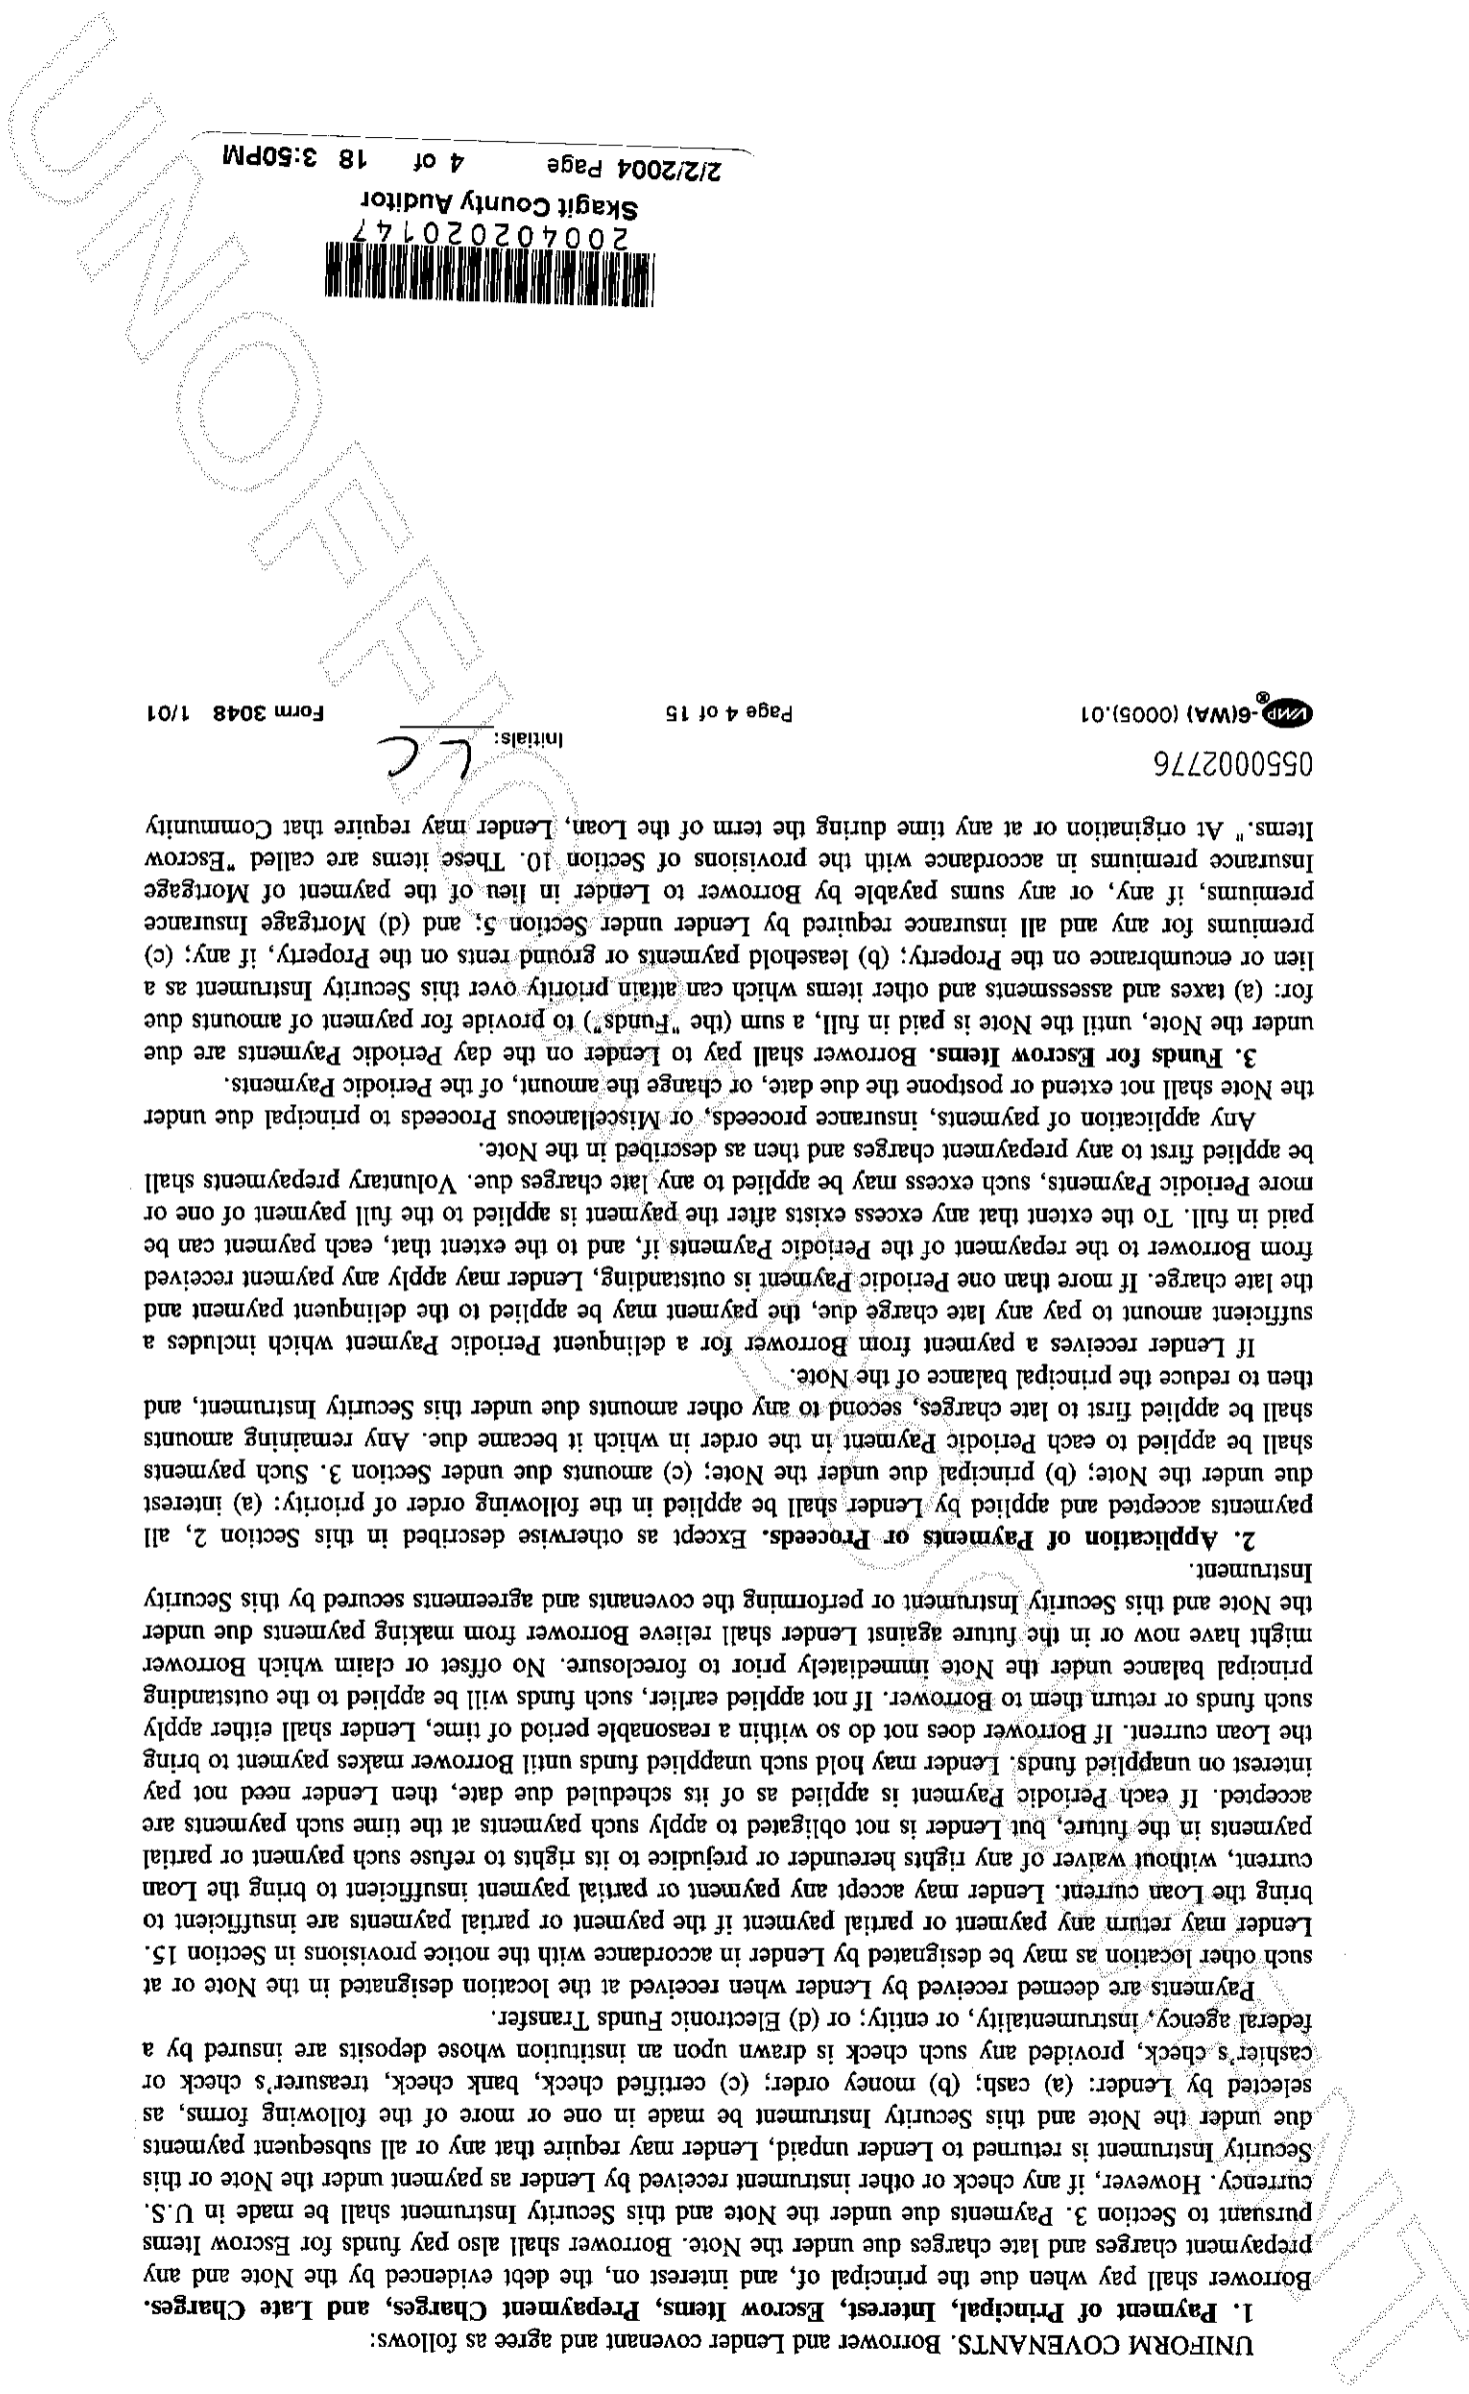 UNIFORM COVENANTS. Borrower and Lender covenant and agree as follows:
1. Payment of Principal, Interest, Escrow Items, Prepayment Charges, and Late Charges.
Borrower shall pay when due the principal of, and interest on, the debt evidenced by the Note and any
prepayment charges and late charges due under the Note. Borrower shall also pay funds for Escrow Items
pursuant to Section 3. Payments due under the Note and this Security Instrument shall be made in U.S.
currency. However, if any check or other instrument received by Lender as payment under the Note or this
Security Instrument is returned to Lender unpaid, Lender may require that any or all subsequent payments
due under the Note and this Security Instrument be made in one or more of the following forms, as
selected by Lender: (a) cash; (b) money order; (c) certified check, bank check, treasurer's check or
cashier's check, provided any such check is drawn upon an institution whose deposits are insured by a
federal agency, instrumentality, or entity; or (d) Electronic Funds Transfer.
Payments are deemed received by Lender when received at the location designated in the Note or at
such other location as may be designated by Lender in accordance with the notice provisions in Section 15.
Lender may return any payment or partial payment if the payment or partial payments are insufficient to
bring the Loan current. Lender may accept any payment or partial payment insufficient to bring the Loan
current, without waiver of any rights hereunder or prejudice to its rights to refuse such payment or partial
payments in the future, but Lender is not obligated to apply such payments at the time such payments are
accepted. If each Periodic Payment is applied as of its scheduled due date, then Lender need not pay
interest on unapplied funds. Lender may hold such unapplied funds until Borrower makes payment to bring
the Loan current. If Borrower does not do so within a reasonable period of time, Lender shall either apply
such funds or return them to Borrower. If not applied earlier, such funds will be applied to the outstanding
principal balance under the Note immediately prior to foreclosure. No offset or claim which Borrower
might have now or in the future against Lender shall relieve Borrower from making payments due under
the Note and this Security Instrument or performing the covenants and agreements secured by this Security
Instrument.
2. Application of Payments or Proceeds. Except as otherwise described in this Section 2, all
payments accepted and applied by Lender shall be applied in the following order of priority: (a) interest
due under the Note; (b) principal due under the Note; (c) amounts due under Section 3. Such payments
shall be applied to each Periodic Payment in the order in which it became due. Any remaining amounts
shall be applied first to late charges, second to any other amounts due under this Security Instrument, and
then to reduce the principal balance of the Note.
If Lender receives a payment from Borrower for a delinquent Periodic Payment which includes a
sufficient amount to pay any late charge due, the payment may be applied to the delinquent payment and
the late charge. If more than one Periodic Payment is outstanding, Lender may apply any payment received
from Borrower to the repayment of the Periodic Payments if, and to the extent that, each payment can be
paid in full. To the extent that any excess exists after the payment is applied to the full payment of one or
more Periodic Payments, such excess may be applied to any late charges due. Voluntary prepayments shall
be applied first to any prepayment charges and then as described in the Note.
Any application of payments, insurance proceeds, or Miscellaneous Proceeds to principal due under
the Note shall not extend or postpone the due date, or change the amount, of the Periodic Payments.
3. Funds for Escrow Items. Borrower shall pay to Lender on the day Periodic Payments are due
under the Note, until the Note is paid in full, a sum (the "Funds") to provide for payment of amounts due
for: (a) taxes and assessments and other items which can attain priority over this Security Instrument as a
lien or encumbrance on the Property; (b) leasehold payments or ground rents on the Property, if any; (c)
premiums for any and all insurance required by Lender under Section 5; and (d) Mortgage Insurance
premiums, if any, or any sums payable by Borrower to Lender in lieu of the payment of Mortgage
Insurance premiums in accordance with the provisions of Section 10. These items are called "Escrow
Items." At origination or at any time during the term of the Loan, Lender may require that Community
0550002776
Initials: LC
VMP®-6(WA) (0005).01 Page 4 of 15 Form 3048 1/01
200402020147
Skagit County Auditor
2/2/2004 Page 4 of 18 3:50PM
UNOFFICIAL DOCUMENT